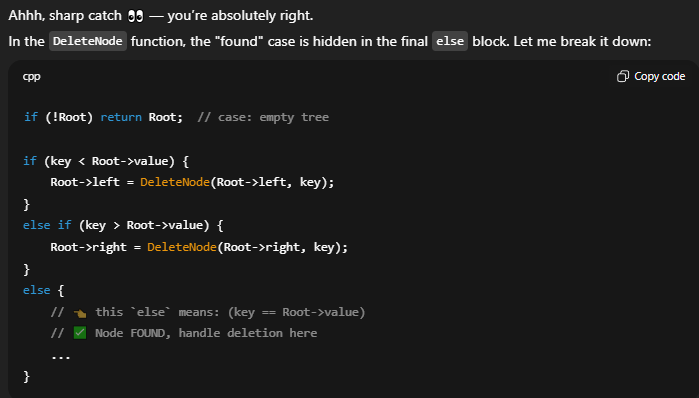 Ahhh, sharp catch 👀 — you're absolutely right.
In the DeleteNode function, the "found" case is hidden in the final else block. Let me break it down:
cpp
Copy code
if (!Root) return Root;  // case: empty tree
if (key < Root->value) {
    Root->left = DeleteNode(Root->left, key);
}
else if (key > Root->value) {
    Root->right = DeleteNode(Root->right, key);
}
else {
    // 👈 this `else` means: (key == Root->value)
    // ✅ Node FOUND, handle deletion here
    ...
}